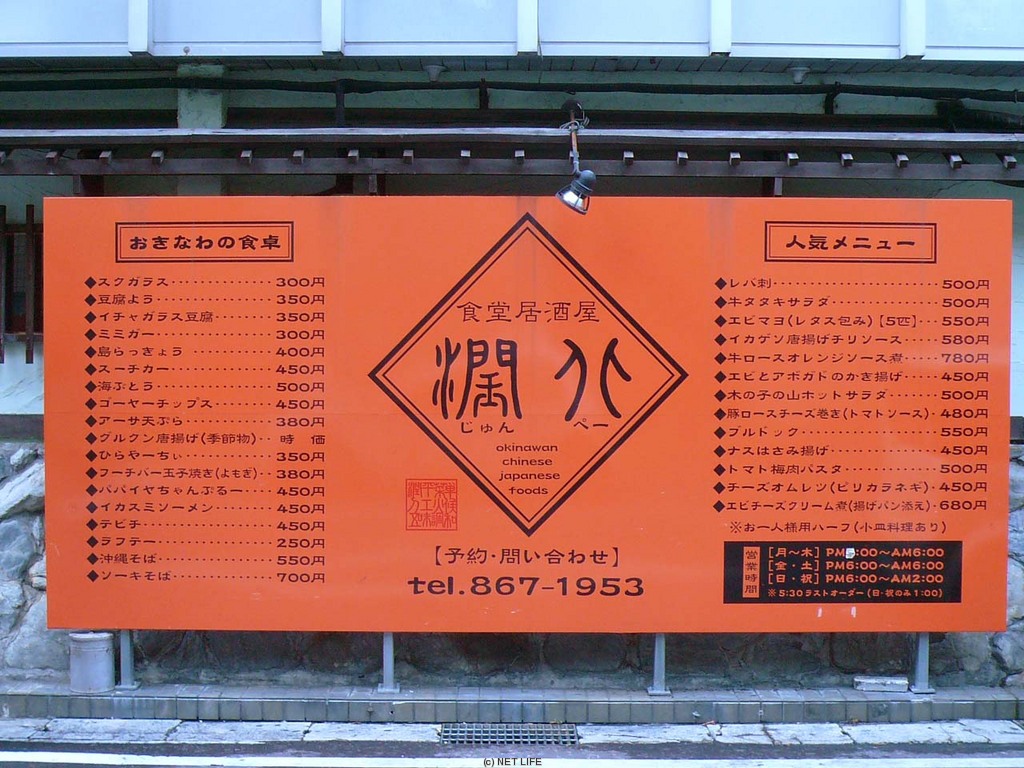 おきなわの食卓
◆スクガラス・・・・・・・・・・・・・・300円
◆豆腐よう・・・・・・・・・・・・・・・・350円
◆イチャガラス豆腐・・・・・・・・350円
◆ミミガー・・・・・・・・・・・・・・・・300円
◆島らっきょう・・・・・・・・・・・・400円
◆スーチカー・・・・・・・・・・・・・・450円
◆海ぶとう・・・・・・・・・・・・・・・・500円
◆ゴーヤーチップス・・・・・・・・450円
◆アーサ天ぷら・・・・・・・・・・・・380円
◆グルクン唐揚げ(季節物)・・時 価
◆ひらやーちぃ・・・・・・・・・・・・350円
◆フーチバー玉子焼き(よもぎ)・・380円
◆パパイヤちゃんぷるー・・・・450円
◆イカスミソーメン・・・・・・・・450円
◆テビチ・・・・・・・・・・・・・・・・・・450円
◆ラフテー・・・・・・・・・・・・・・・・250円
◆沖縄そば・・・・・・・・・・・・・・・・550円
◆ソーキそば・・・・・・・・・・・・・・700円
食堂居酒屋
潤 平
じゅん ペー
okinawan
chinese
japanese
foods
【予約・問い合わせ】
tel.867-1953
人気メニュー
◆レバ刺・・・・・・・・・・・・・・・・・・500円
◆牛タタキサラダ・・・・・・・・・・500円
◆エビマヨ(レタス包み)【5匹】・・・550円
◆イカゲソ唐揚げチリソース・・・580円
◆牛ロースオレンジソース煮・・・780円
◆エビとアボガドのかき揚げ・・・450円
◆木の子の山ホットサラダ・・・・500円
◆豚ロースチーズ巻き(トマトソース)・480円
◆プルドック・・・・・・・・・・・・・・550円
◆ナスはさみ揚げ・・・・・・・・・・450円
◆トマト梅肉パスタ・・・・・・・・500円
◆チーズオムレツ(ピリカラネギ)・450円
◆エビチーズクリーム煮(揚げパン添え)・680円
※お一人様用ハーフ(小皿料理あり)
営業時間
[月〜木] PM6:00〜AM6:00
[金・土] PM6:00〜AM6:00
[日・祝] PM6:00〜AM2:00
※5:30ラストオーダー(日・祝のみ1:00)
(c) NET LIFE